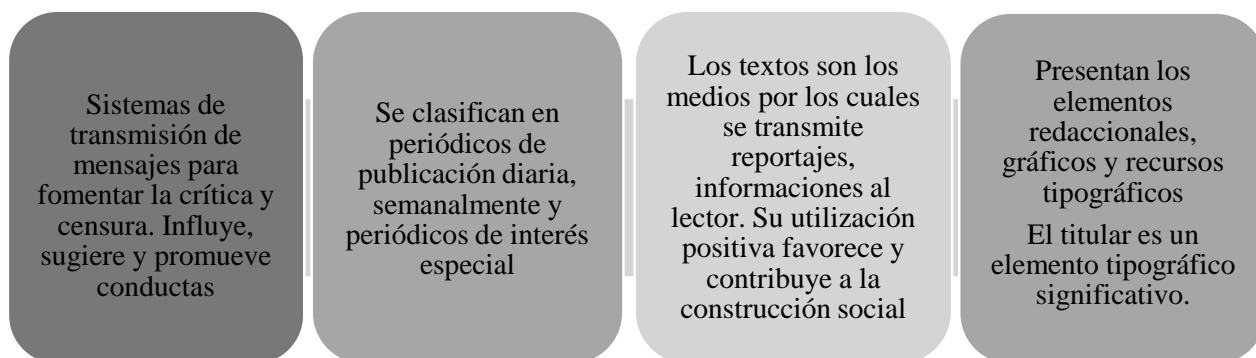 Sistemas de
transmisión de
mensajes para
fomentar la crítica y
censura. Influye,
sugiere y promueve
conductas
Se clasifican en
periódicos de
publicación diaria,
semanalmente y
periódicos de interés
especial
Los textos son los
medios por los cuales
se transmite
reportajes,
informaciones al
lector. Su utilización
positiva favorece y
contribuye a la
construcción social
Presentan los
elementos
redaccionales,
gráficos y recursos
tipográficos
El titular es un
elemento tipográfico
significativo.